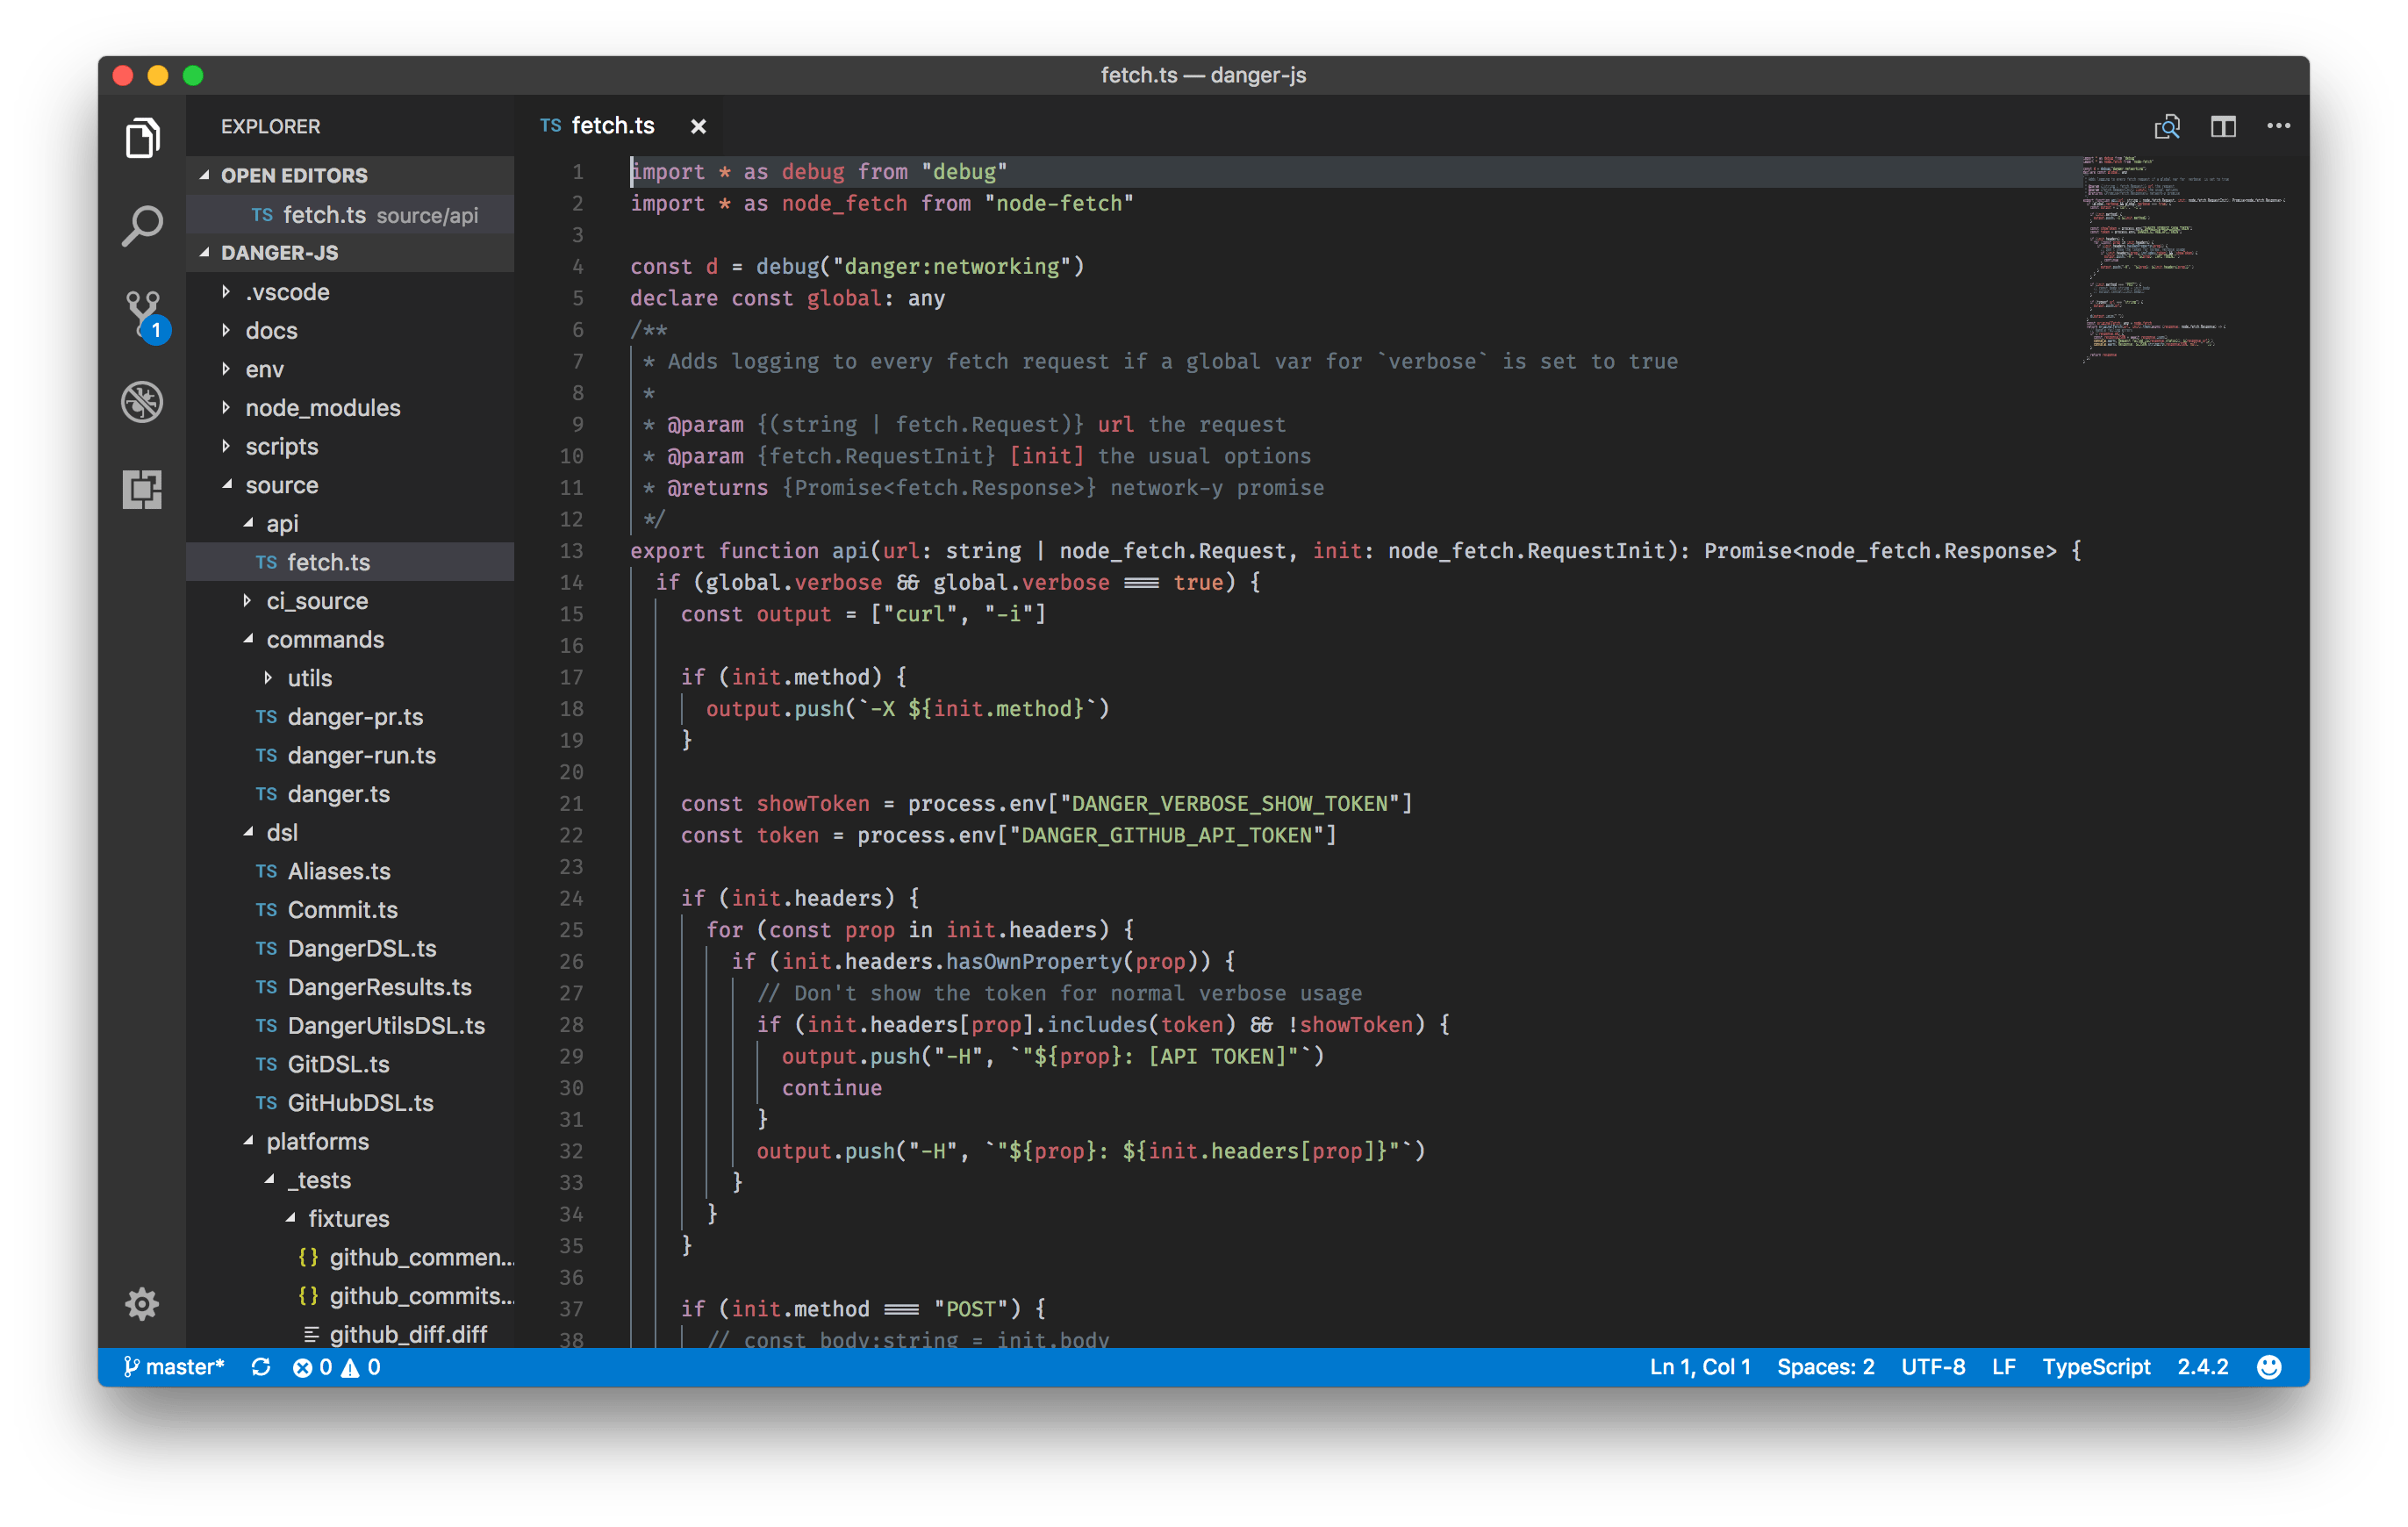 fetch.ts — danger-js
EXPLORER
OPEN EDITORS
TS fetch.ts source/api
DANGER-JS
.vscode
docs
env
node_modules
scripts
source
api
TS fetch.ts
ci_source
commands
utils
TS danger-pr.ts
TS danger-run.ts
TS danger.ts
dsl
TS Aliases.ts
TS Commit.ts
TS DangerDSL.ts
TS DangerResults.ts
TS DangerUtilsDSL.ts
TS GitDSL.ts
TS GitHubDSL.ts
platforms
_tests
fixtures
{} github_commen...
{} github_commits...
github_diff.diff
1
TS fetch.ts ×
1 import * as debug from "debug"
2 import * as node_fetch from "node-fetch"
3
4 const d = debug("danger:networking")
5 declare const global: any
6 /**
7 * Adds logging to every fetch request if a global var for `verbose` is set to true
8 *
9 * @param {(string | fetch.Request)} url the request
10 * @param {fetch.RequestInit} [init] the usual options
11 * @returns {Promise<fetch.Response>} network-y promise
12 */
13 export function api(url: string | node_fetch.Request, init: node_fetch.RequestInit): Promise<node_fetch.Response> {
14 if (global.verbose && global.verbose === true) {
15 const output = ["curl", "-i"]
16
17 if (init.method) {
18 output.push(`-X ${init.method}`)
19 }
20
21 const showToken = process.env["DANGER_VERBOSE_SHOW_TOKEN"]
22 const token = process.env["DANGER_GITHUB_API_TOKEN"]
23
24 if (init.headers) {
25 for (const prop in init.headers) {
26 if (init.headers.hasOwnProperty(prop)) {
27 // Don't show the token for normal verbose usage
28 if (init.headers[prop].includes(token) && !showToken) {
29 output.push("-H", `"${prop}: [API TOKEN]"`)
30 continue
31 }
32 output.push("-H", `"${prop}: ${init.headers[prop]}"`)
33 }
34 }
35 }
36
37 if (init.method === "POST") {
38 // const body:string = init.body
master* 0 0
Ln 1, Col 1 Spaces: 2 UTF-8 LF TypeScript 2.4.2